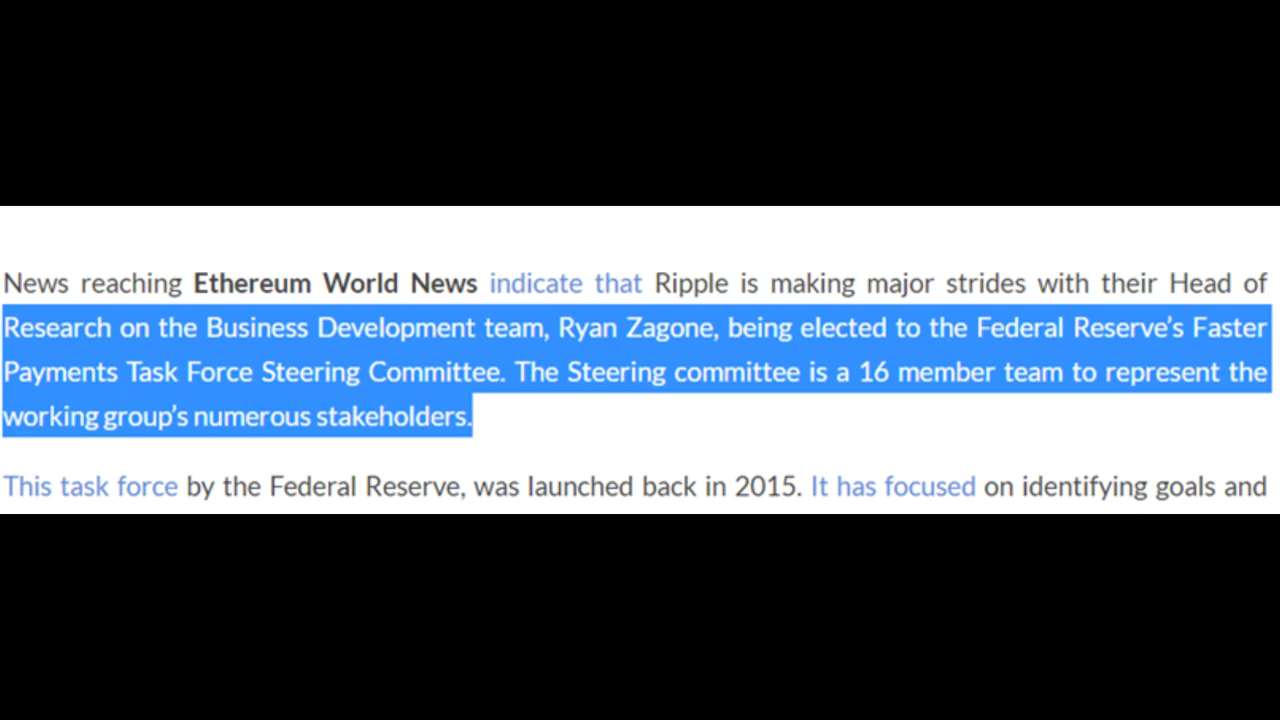 News reaching Ethereum World News indicate that Ripple is making major strides with their Head of
Research on the Business Development team, Ryan Zagone, being elected to the Federal Reserve’s Faster
Payments Task Force Steering Committee. The Steering committee is a 16 member team to represent the
working group’s numerous stakeholders.
This task force by the Federal Reserve, was launched back in 2015. It has focused on identifying goals and